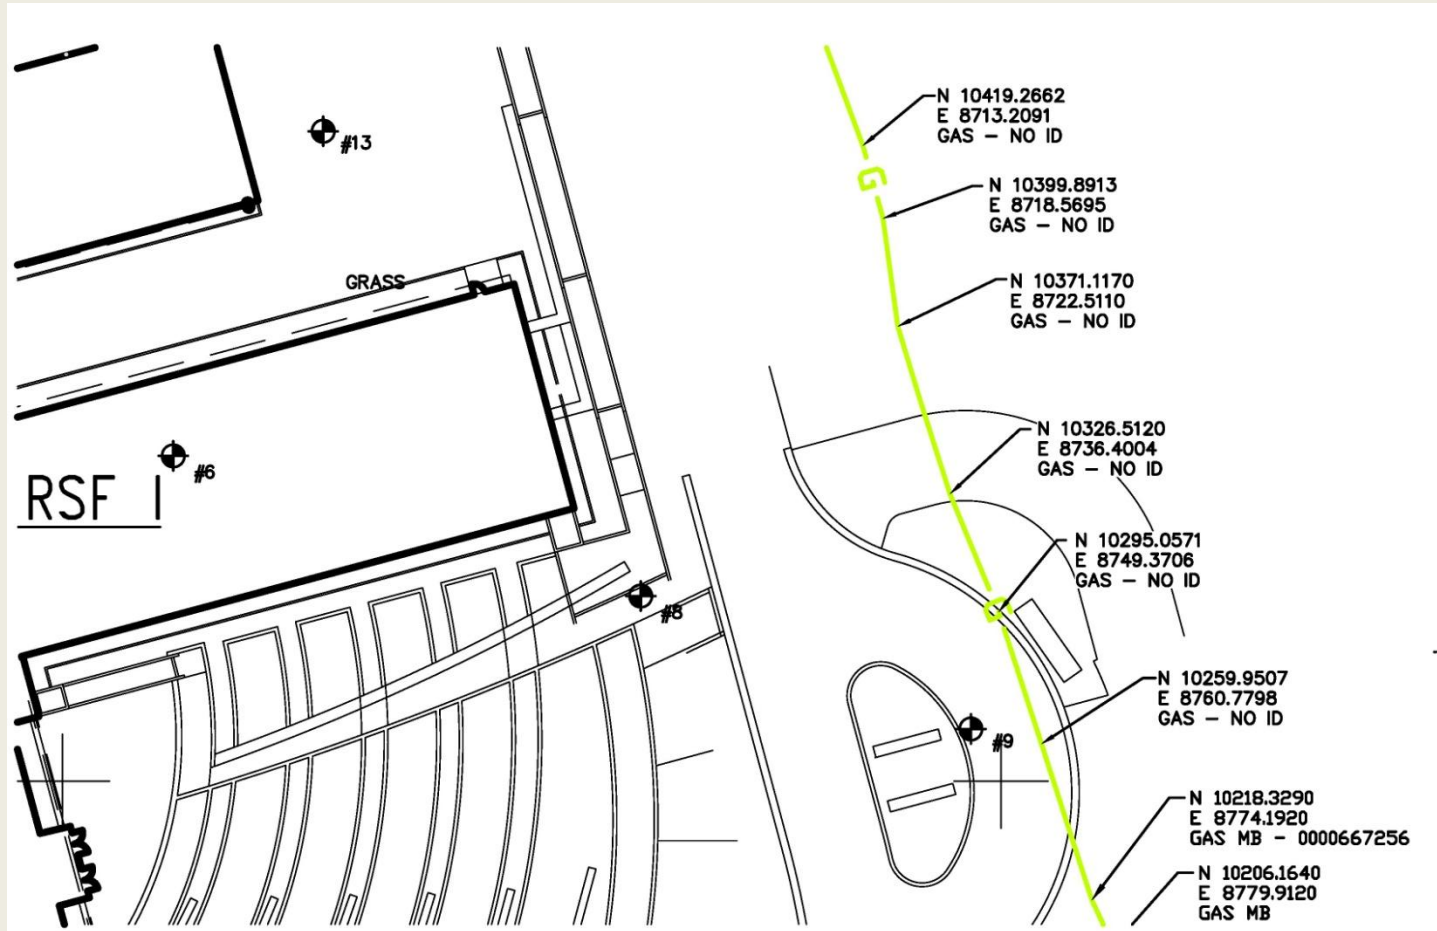 N 10419.2662
E 8713.2091
GAS – NO ID
#13
G
N 10399.8913
E 8718.5695
GAS – NO ID
GRASS
N 10371.1170
E 8722.5110
GAS – NO ID
N 10326.5120
E 8736.4004
GAS – NO ID
#6
RSF 1
N 10295.0571
E 8749.3706
GAS – NO ID
G
#8
N 10259.9507
E 8760.7798
GAS – NO ID
#9
N 10218.3290
E 8774.1920
GAS MB – 0000667256
N 10206.1640
E 8779.9120
GAS MB